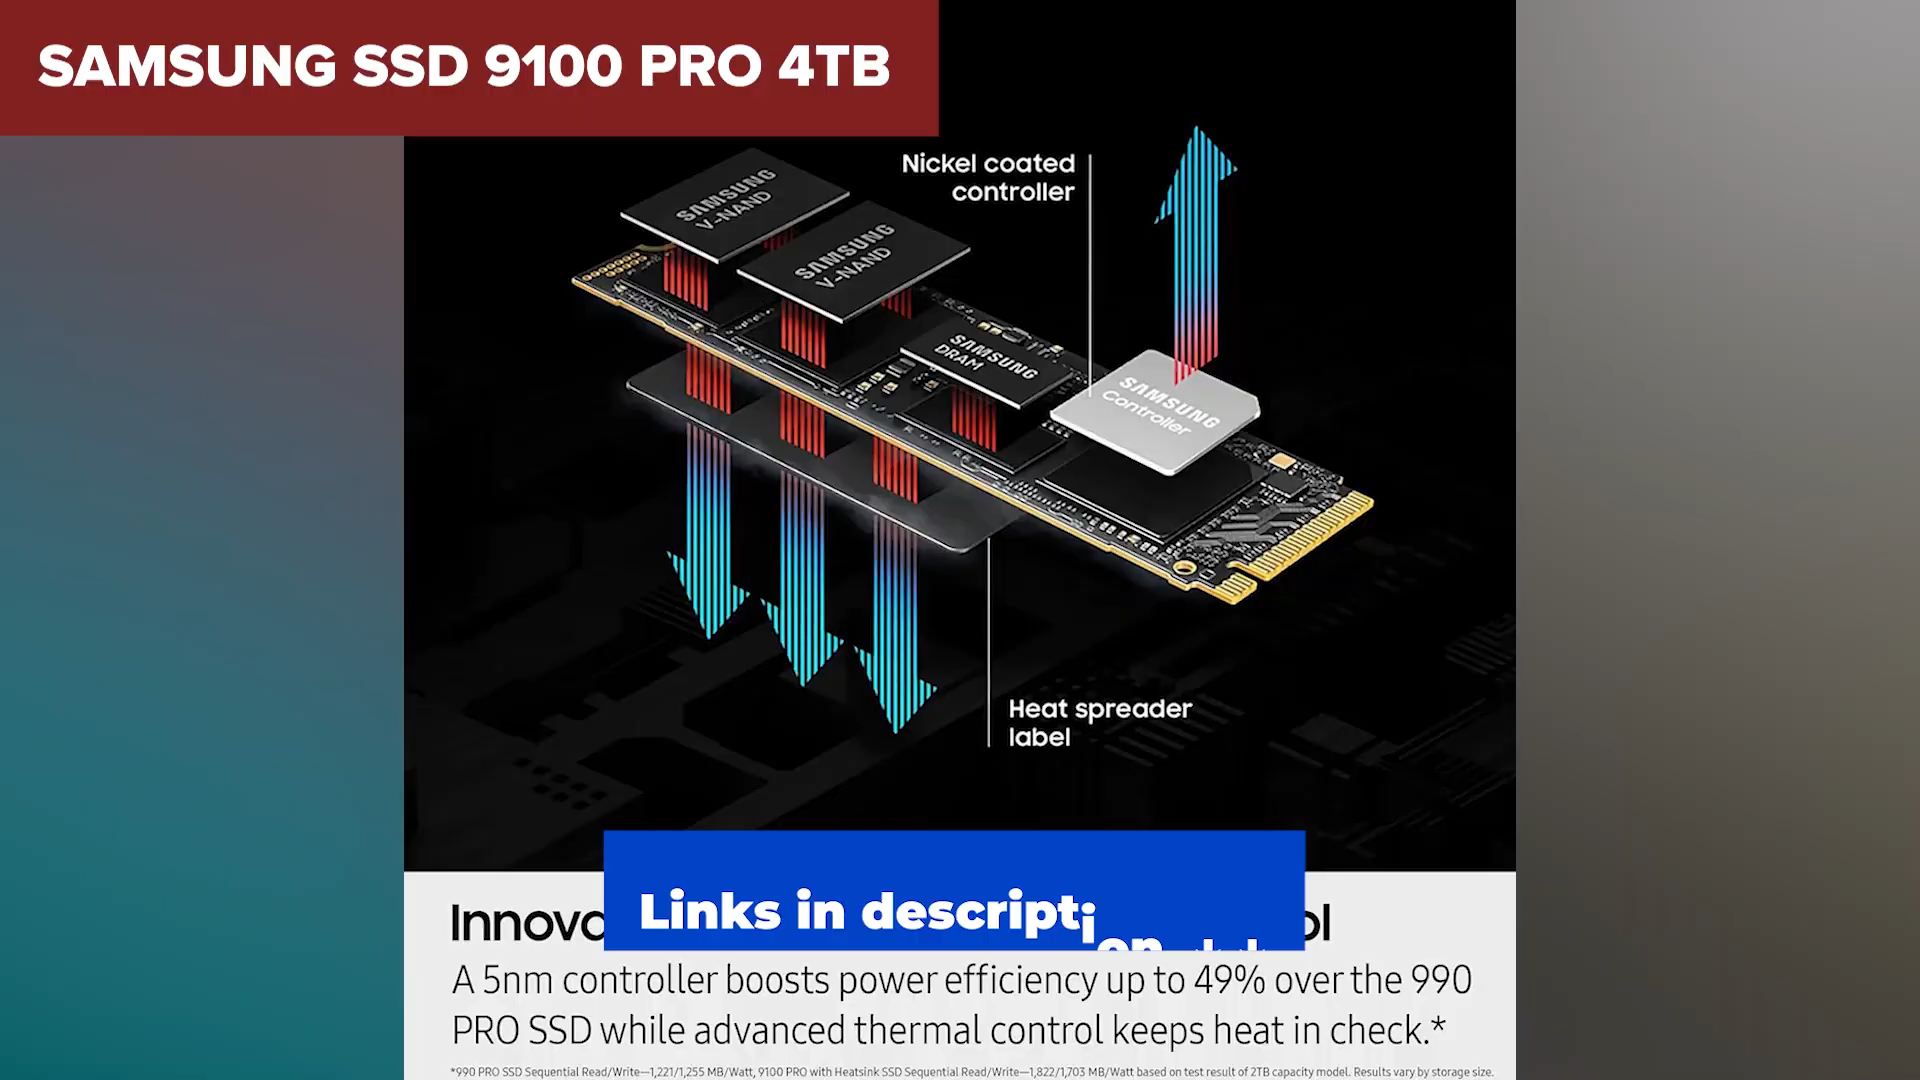 SAMSUNG SSD 9100 PRO 4TB
Nickel coated
controller
SAMSUNG
V-NAND
SAMSUNG
V-NAND
SAMSUNG
DRAM
SAMSUNG
Controller
Heat spreader
label
Links in description
A 5nm controller boosts power efficiency up to 49% over the 990
PRO SSD while advanced thermal control keeps heat in check.*
*990 PRO SSD Sequential Read/Write—1,221/1,255 MB/Watt, 9100 PRO with Heatsink SSD Sequential Read/Write—1,822/1,703 MB/Watt based on test result of 2TB capacity model. Results vary by storage size.